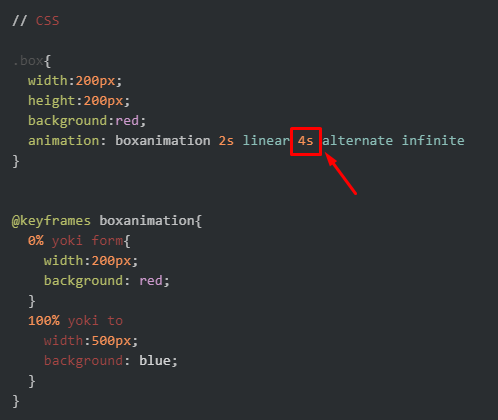 // CSS
.box{
width:200px;
height:200px;
background:red;
animation: boxanimation 2s linear 4s alternate infinite
}
@keyframes boxanimation{
0% yoki form{
width:200px;
background: red;
}
100% yoki to
width:500px;
background: blue;
}
}